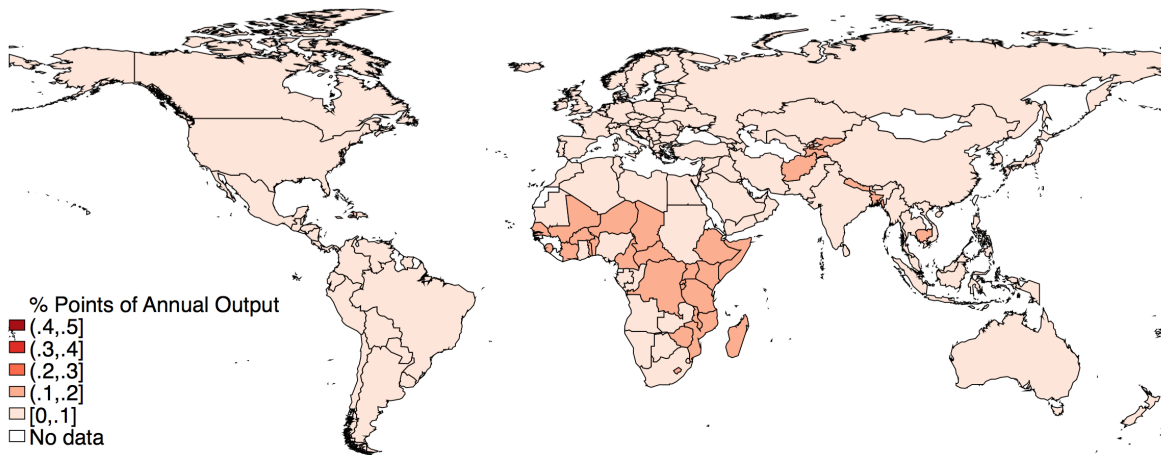 % Points of Annual Output
(.4,.5]
(.3,.4]
(.2,.3]
(.1,.2]
[0,.1]
No data